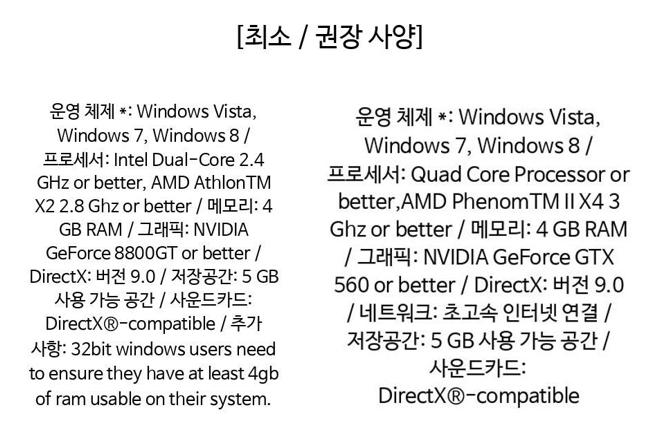 [최소 / 권장 사양]
운영 체제 *: Windows Vista,
Windows 7, Windows 8 /
프로세서: Intel Dual-Core 2.4
GHz or better, AMD AthlonTM
X2 2.8 Ghz or better / 메모리: 4
GB RAM / 그래픽: NVIDIA
GeForce 8800GT or better /
DirectX: 버전 9.0 / 저장공간: 5 GB
사용 가능 공간 / 사운드카드:
DirectX®-compatible / 추가
사항: 32bit windows users need
to ensure they have at least 4gb
of ram usable on their system.
운영 체제 *: Windows Vista,
Windows 7, Windows 8 /
프로세서: Quad Core Processor or
better,AMD PhenomTM II X4 3
Ghz or better / 메모리: 4 GB RAM
/ 그래픽: NVIDIA GeForce GTX
560 or better / DirectX: 버전 9.0
/ 네트워크: 초고속 인터넷 연결 /
저장공간: 5 GB 사용 가능 공간 /
사운드카드:
DirectX®-compatible